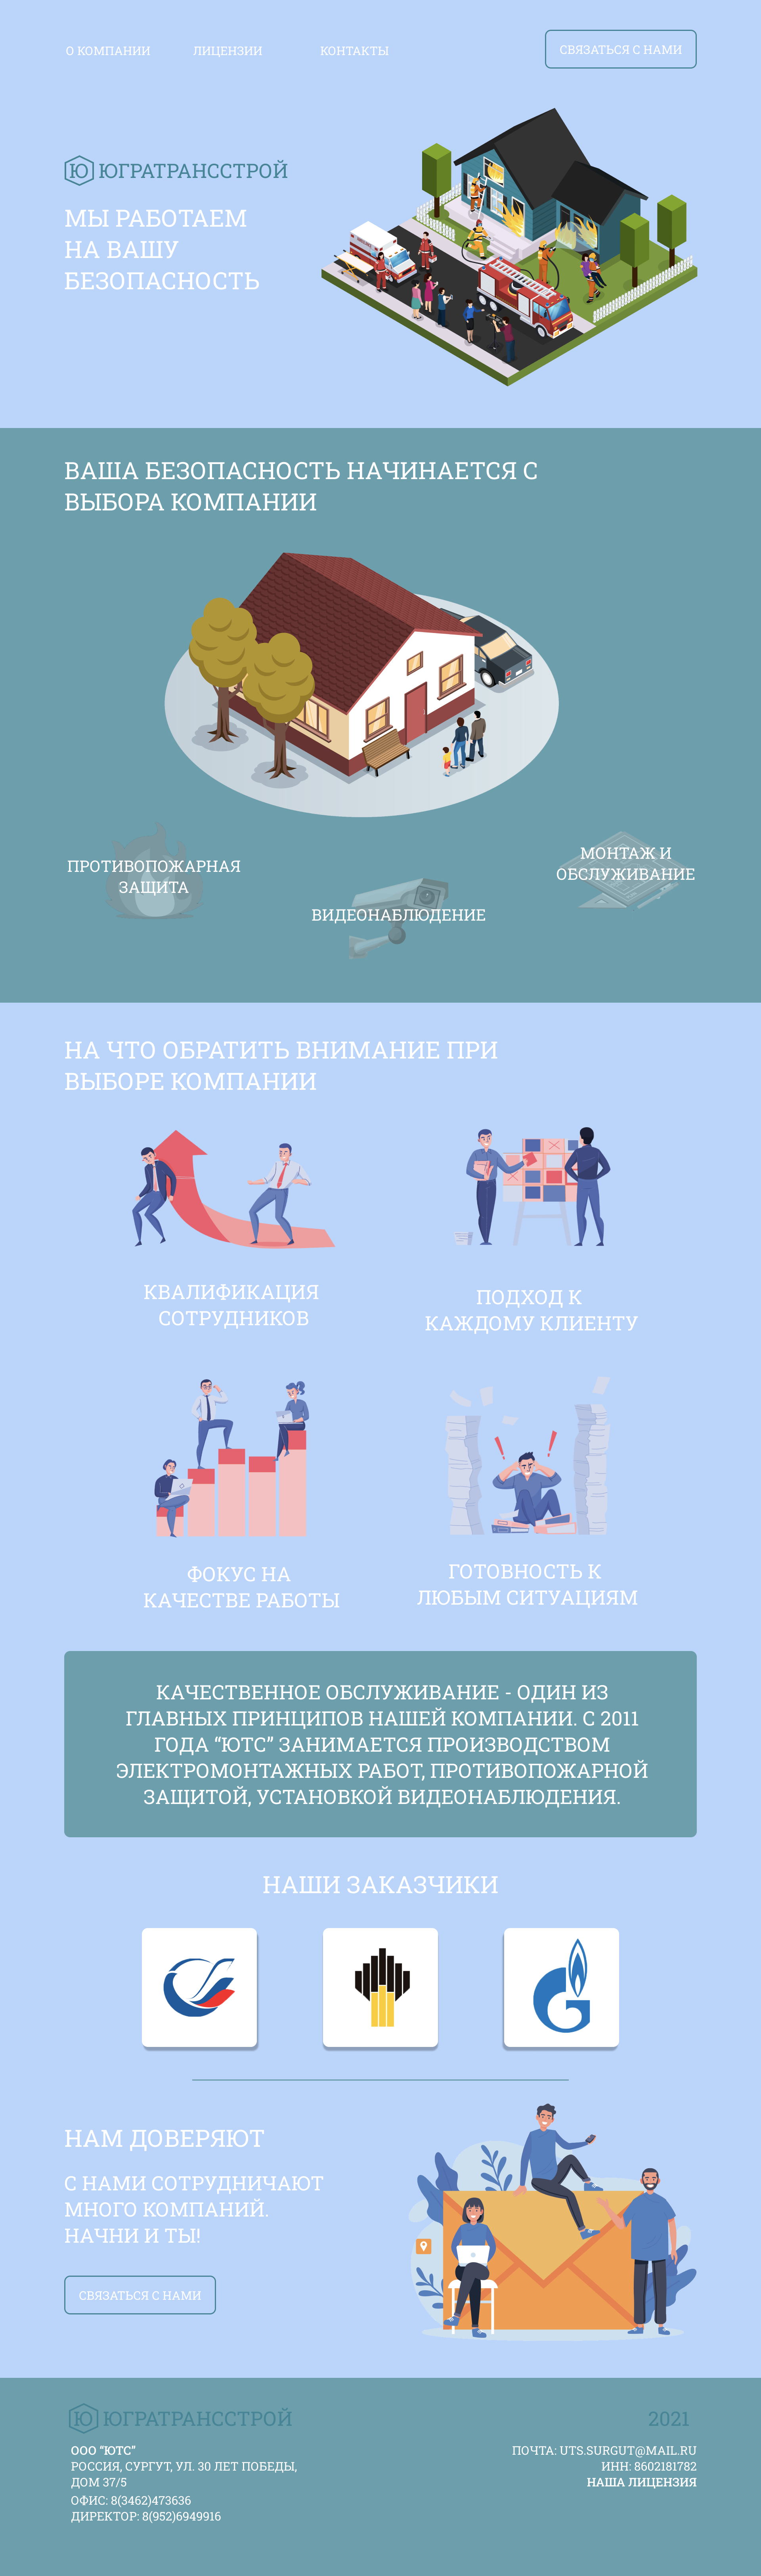 О КОМПАНИИ
ЛИЦЕНЗИИ
КОНТАКТЫ
СВЯЗАТЬСЯ С НАМИ
Ю ЮГРАТРАНССТРОЙ
МЫ РАБОТАЕМ
НА ВАШУ
БЕЗОПАСНОСТЬ
ВАША БЕЗОПАСНОСТЬ НАЧИНАЕТСЯ С
ВЫБОРА КОМПАНИИ
ПРОТИВОПОЖАРНАЯ
ЗАЩИТА
ВИДЕОНАБЛЮДЕНИЕ
МОНТАЖ И
ОБСЛУЖИВАНИЕ
НА ЧТО ОБРАТИТЬ ВНИМАНИЕ ПРИ
ВЫБОРЕ КОМПАНИИ
КВАЛИФИКАЦИЯ
СОТРУДНИКОВ
ПОДХОД К
КАЖДОМУ КЛИЕНТУ
ФОКУС НА
КАЧЕСТВЕ РАБОТЫ
ГОТОВНОСТЬ К
ЛЮБЫМ СИТУАЦИЯМ
КАЧЕСТВЕННОЕ ОБСЛУЖИВАНИЕ - ОДИН ИЗ
ГЛАВНЫХ ПРИНЦИПОВ НАШЕЙ КОМПАНИИ. С 2011
ГОДА “ЮТС” ЗАНИМАЕТСЯ ПРОИЗВОДСТВОМ
ЭЛЕКТРОМОНТАЖНЫХ РАБОТ, ПРОТИВОПОЖАРНОЙ
ЗАЩИТОЙ, УСТАНОВКОЙ ВИДЕОНАБЛЮДЕНИЯ.
НАШИ ЗАКАЗЧИКИ
НАМ ДОВЕРЯЮТ
С НАМИ СОТРУДНИЧАЮТ
МНОГО КОМПАНИЙ.
НАЧНИ И ТЫ!
СВЯЗАТЬСЯ С НАМИ
Ю ЮГРАТРАНССТРОЙ
ООО “ЮТС”
РОССИЯ, СУРГУТ, УЛ. 30 ЛЕТ ПОБЕДЫ,
ДОМ 37/5
ОФИС: 8(3462)473636
ДИРЕКТОР: 8(952)6949916
2021
ПОЧТА: UTS.SURGUT@MAIL.RU
ИНН: 8602181782
НАША ЛИЦЕНЗИЯ